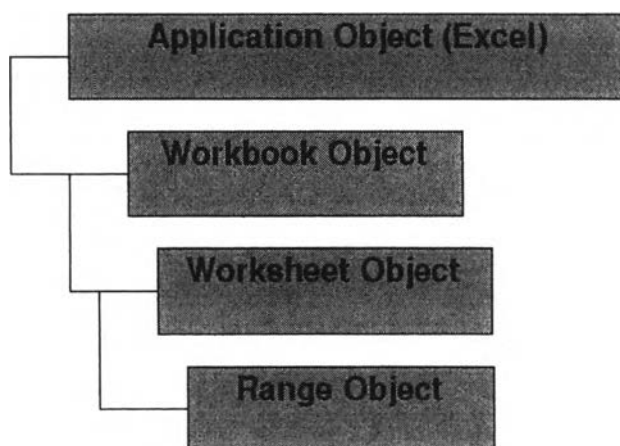 Application Object (Excel)
Workbook Object
Worksheet Object
Range Object